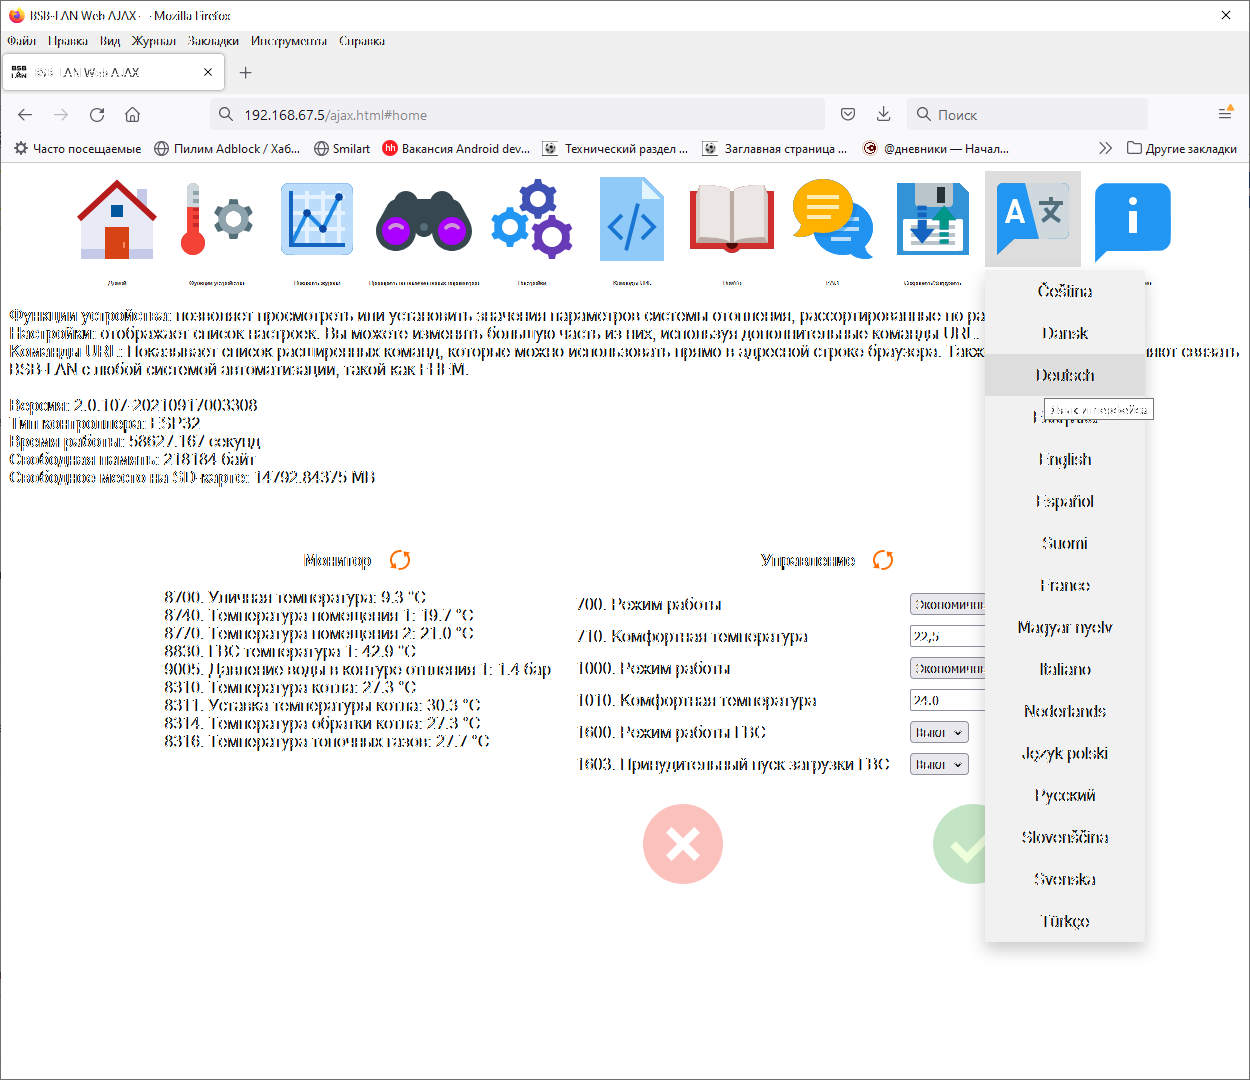 BSB-LAN Web AJAX — Mozilla Firefox
Файл Правка Вид Журнал Закладки Инструменты Справка
BSB LAN BSB-LAN Web AJAX
192.168.67.5/ajax.html#home Поиск
Часто посещаемые Пилим Adblock / Хаб... Smilart hh Вакансия Android dev... Технический раздел ... Заглавная страница ... @дневники — Начал... Другие закладки
Домой Функции устройства Показать журнал Проверить на наличие новых параметров Настройки Команды URL FAQ Сохранить/Загрузить
Функции устройства: позволяет просмотреть или установить значения параметров системы отопления, рассортированные по ра
Настройки: отображает список настроек. Вы можете изменять большую часть из них, используя дополнительные команды URL.
Команды URL: Показывает список расширенных команд, которые можно использовать прямо в адресной строке браузера. Такж яют связать
BSB-LAN с любой системой автоматизации, такой как FHEM.
Версия: 2.0.107-20210917003308
Тип контроллера: ESP32
Время работы: 58627.167 секунд
Свободная память: 218184 байт
Свободное место на SD-карте: 14792.84375 MB
Монитор
8700. Уличная температура: 9.3 °C
8740. Температура помещения 1: 19.7 °C
8770. Температура помещения 2: 21.0 °C
8830. ГВС температура 1: 42.9 °C
9005. Давление воды в контуре отпления 1: 1.4 бар
8310. Температура котла: 27.3 °C
8311. Уставка температуры котла: 30.3 °C
8314. Температура обратки котла: 27.3 °C
8316. Температура топочных газов: 27.7 °C
Управление
700. Режим работы Экономичн
710. Комфортная температура 22,5
1000. Режим работы Экономичн
1010. Комфортная температура 24.0
1600. Режим работы ГВС Выкл
1603. Принудительный пуск загрузки ГВС Выкл
Čeština
Dansk
Deutsch
Язык интерфейса
English
Español
Suomi
France
Magyar nyelv
Italiano
Nederlands
Język polski
Русский
Slovenščina
Svenska
Türkçe